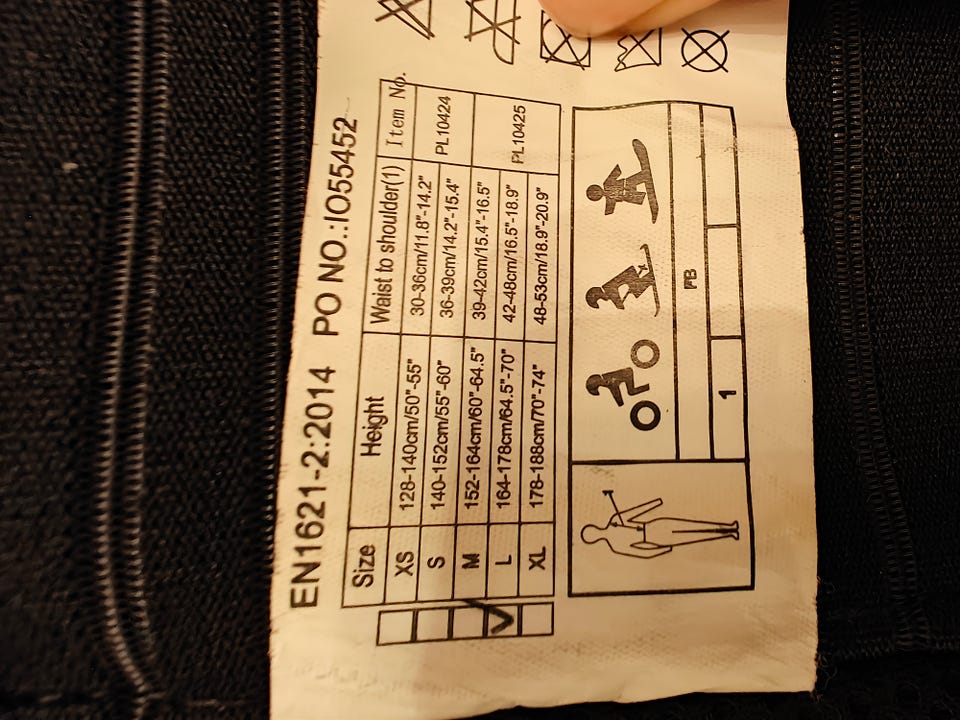 EN1621-2:2014 PO NO.:IO55452
Size Height Waist to shoulder(1) Item No.
XS 128-140cm/50"-55" 30-36cm/11.8"-14.2"
S 140-152cm/55"-60" 36-39cm/14.2"-15.4" PL10424
M 152-164cm/60"-64.5" 39-42cm/15.4"-16.5"
L 164-178cm/64.5"-70" 42-48cm/16.5"-18.9" PL10425
XL 178-188cm/70"-74" 48-53cm/18.9"-20.9"
FB
1